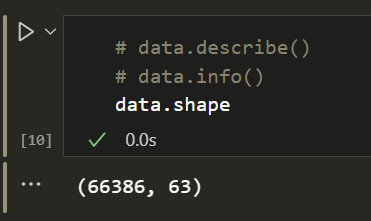 # data.describe()
# data.info()
data.shape
[10]
0.0s
(66386, 63)